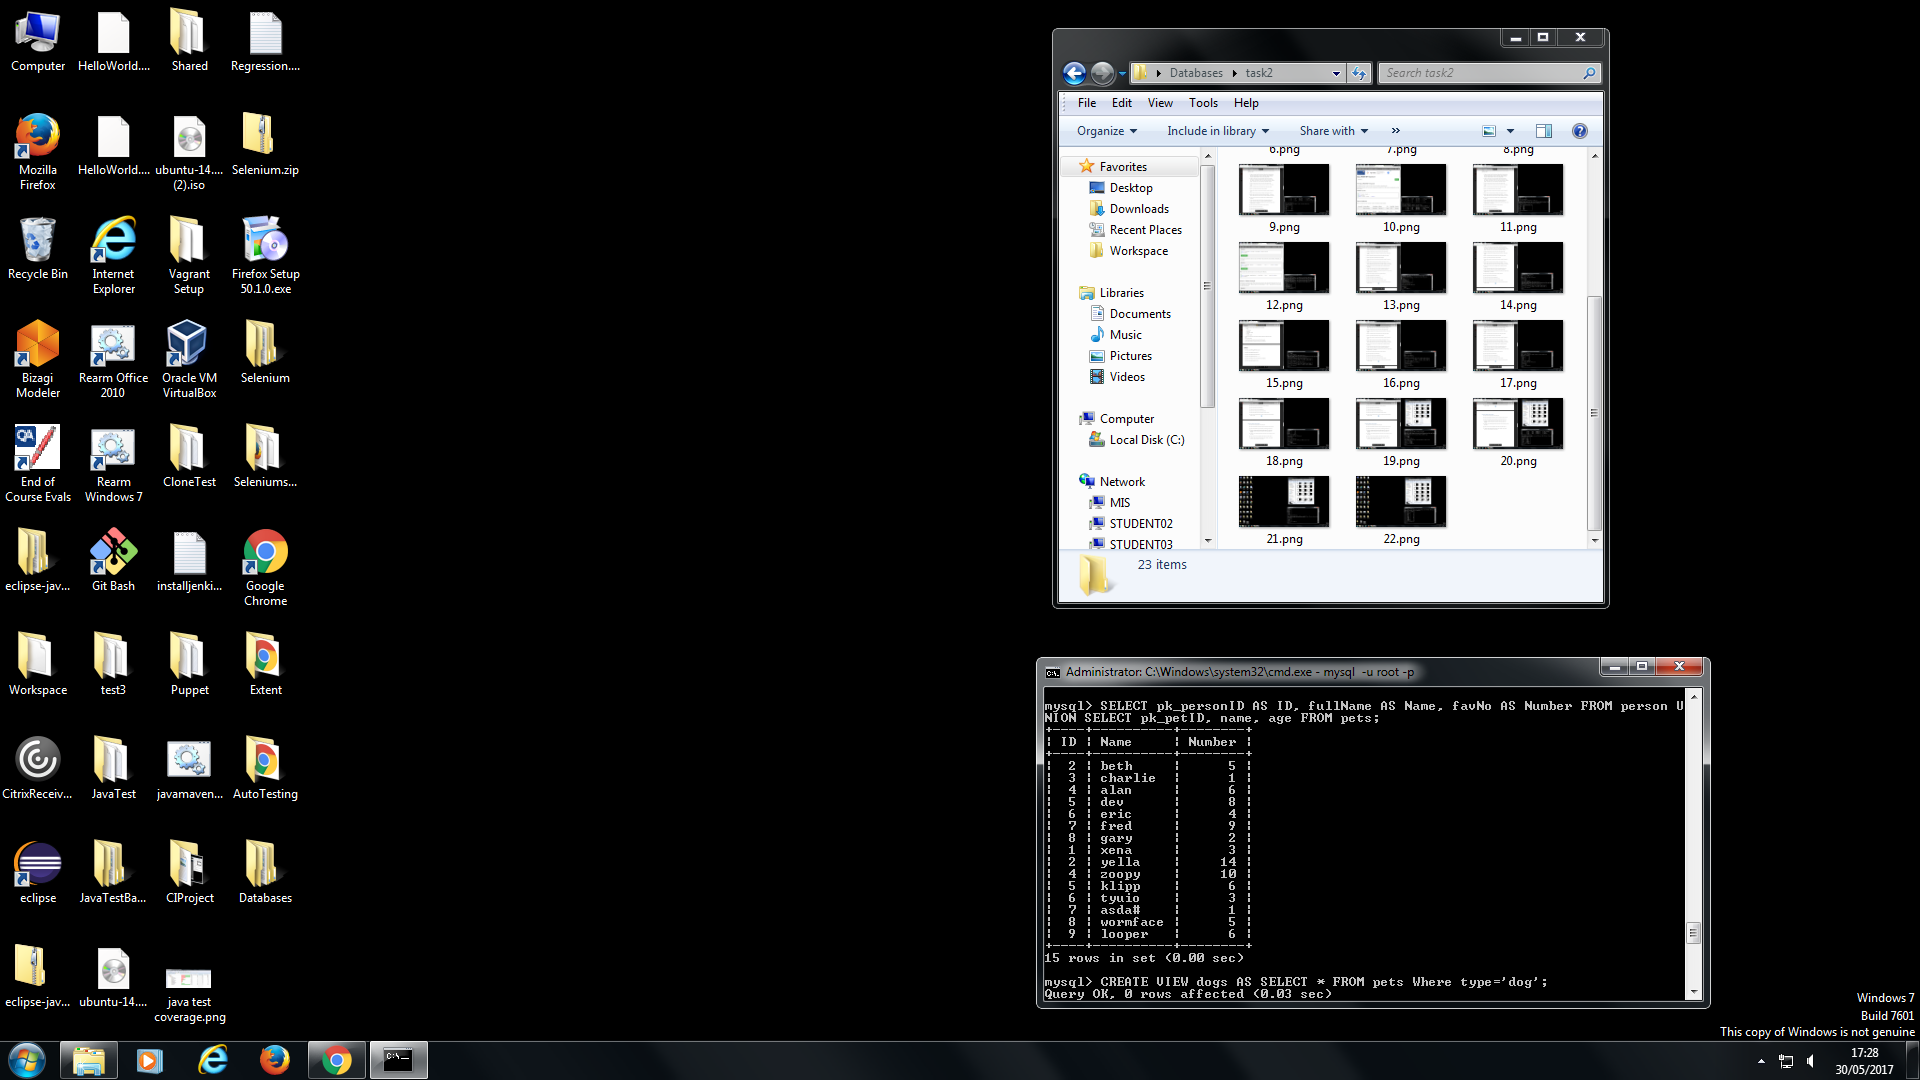 Computer
HelloWorld....
Shared
Regression....
Mozilla
Firefox
HelloWorld....
ubuntu-14....
(2).iso
Selenium.zip
Recycle Bin
Internet
Explorer
Vagrant
Setup
Firefox Setup
50.1.0.exe
Bizagi
Modeler
Rearm Office
2010
Oracle VM
VirtualBox
Selenium
QA
End of
Course Evals
Rearm
Windows 7
CloneTest
Seleniums...
eclipse-jav...
Git Bash
installjenki...
Google
Chrome
Workspace
test3
Puppet
Extent
CitrixReceiv...
JavaTest
javamaven...
AutoTesting
eclipse
JavaTestBa...
CIProject
Databases
eclipse-jav...
ubuntu-14....
java test
coverage.png
Databases
task2
Search task2
File Edit View Tools Help
Organize
Include in library
Share with
»
Favorites
Desktop
Downloads
Recent Places
Workspace
Libraries
Documents
Music
Pictures
Videos
Computer
Local Disk (C:)
Network
MIS
STUDENT02
STUDENT03
6.png 7.png 8.png
9.png 10.png 11.png
12.png 13.png 14.png
15.png 16.png 17.png
18.png 19.png 20.png
21.png 22.png
23 items
Administrator: C:\Windows\system32\cmd.exe - mysql -u root -p
mysql> SELECT pk_personID AS ID, fullName AS Name, favNo AS Number FROM person U
NION SELECT pk_petID, name, age FROM pets;
+----+----------+--------+
| ID | Name     | Number |
+----+----------+--------+
|  2 | beth     |      5 |
|  3 | charlie  |      1 |
|  4 | alan     |      6 |
|  5 | dev      |      8 |
|  6 | eric     |      4 |
|  7 | fred     |      9 |
|  8 | gary     |      2 |
|  1 | xena     |      3 |
|  2 | yella    |     14 |
|  4 | zoopy    |     10 |
|  5 | klipp    |      6 |
|  6 | tyuio    |      3 |
|  7 | asda#    |      1 |
|  8 | wormface |      5 |
|  9 | looper   |      6 |
+----+----------+--------+
15 rows in set (0.00 sec)
mysql> CREATE VIEW dogs AS SELECT * FROM pets Where type='dog';
Query OK, 0 rows affected (0.03 sec)
Windows 7
Build 7601
This copy of Windows is not genuine
17:28
30/05/2017